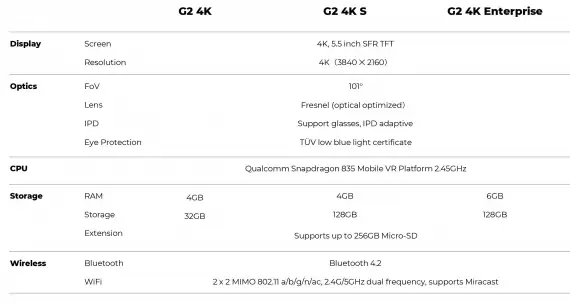 G2 4K G2 4K S G2 4K Enterprise
Display Screen 4K, 5.5 inch SFR TFT
Resolution 4K（3840 × 2160）
Optics FoV 101°
Lens Fresnel (optical optimized）
IPD Support glasses, IPD adaptive
Eye Protection TÜV low blue light certificate
CPU Qualcomm Snapdragon 835 Mobile VR Platform 2.45GHz
Storage RAM 4GB 4GB 6GB
Storage 32GB 128GB 128GB
Extension Supports up to 256GB Micro-SD
Wireless Bluetooth Bluetooth 4.2
WiFi 2 x 2 MIMO 802.11 a/b/g/n/ac, 2.4G/5GHz dual frequency, supports Miracast